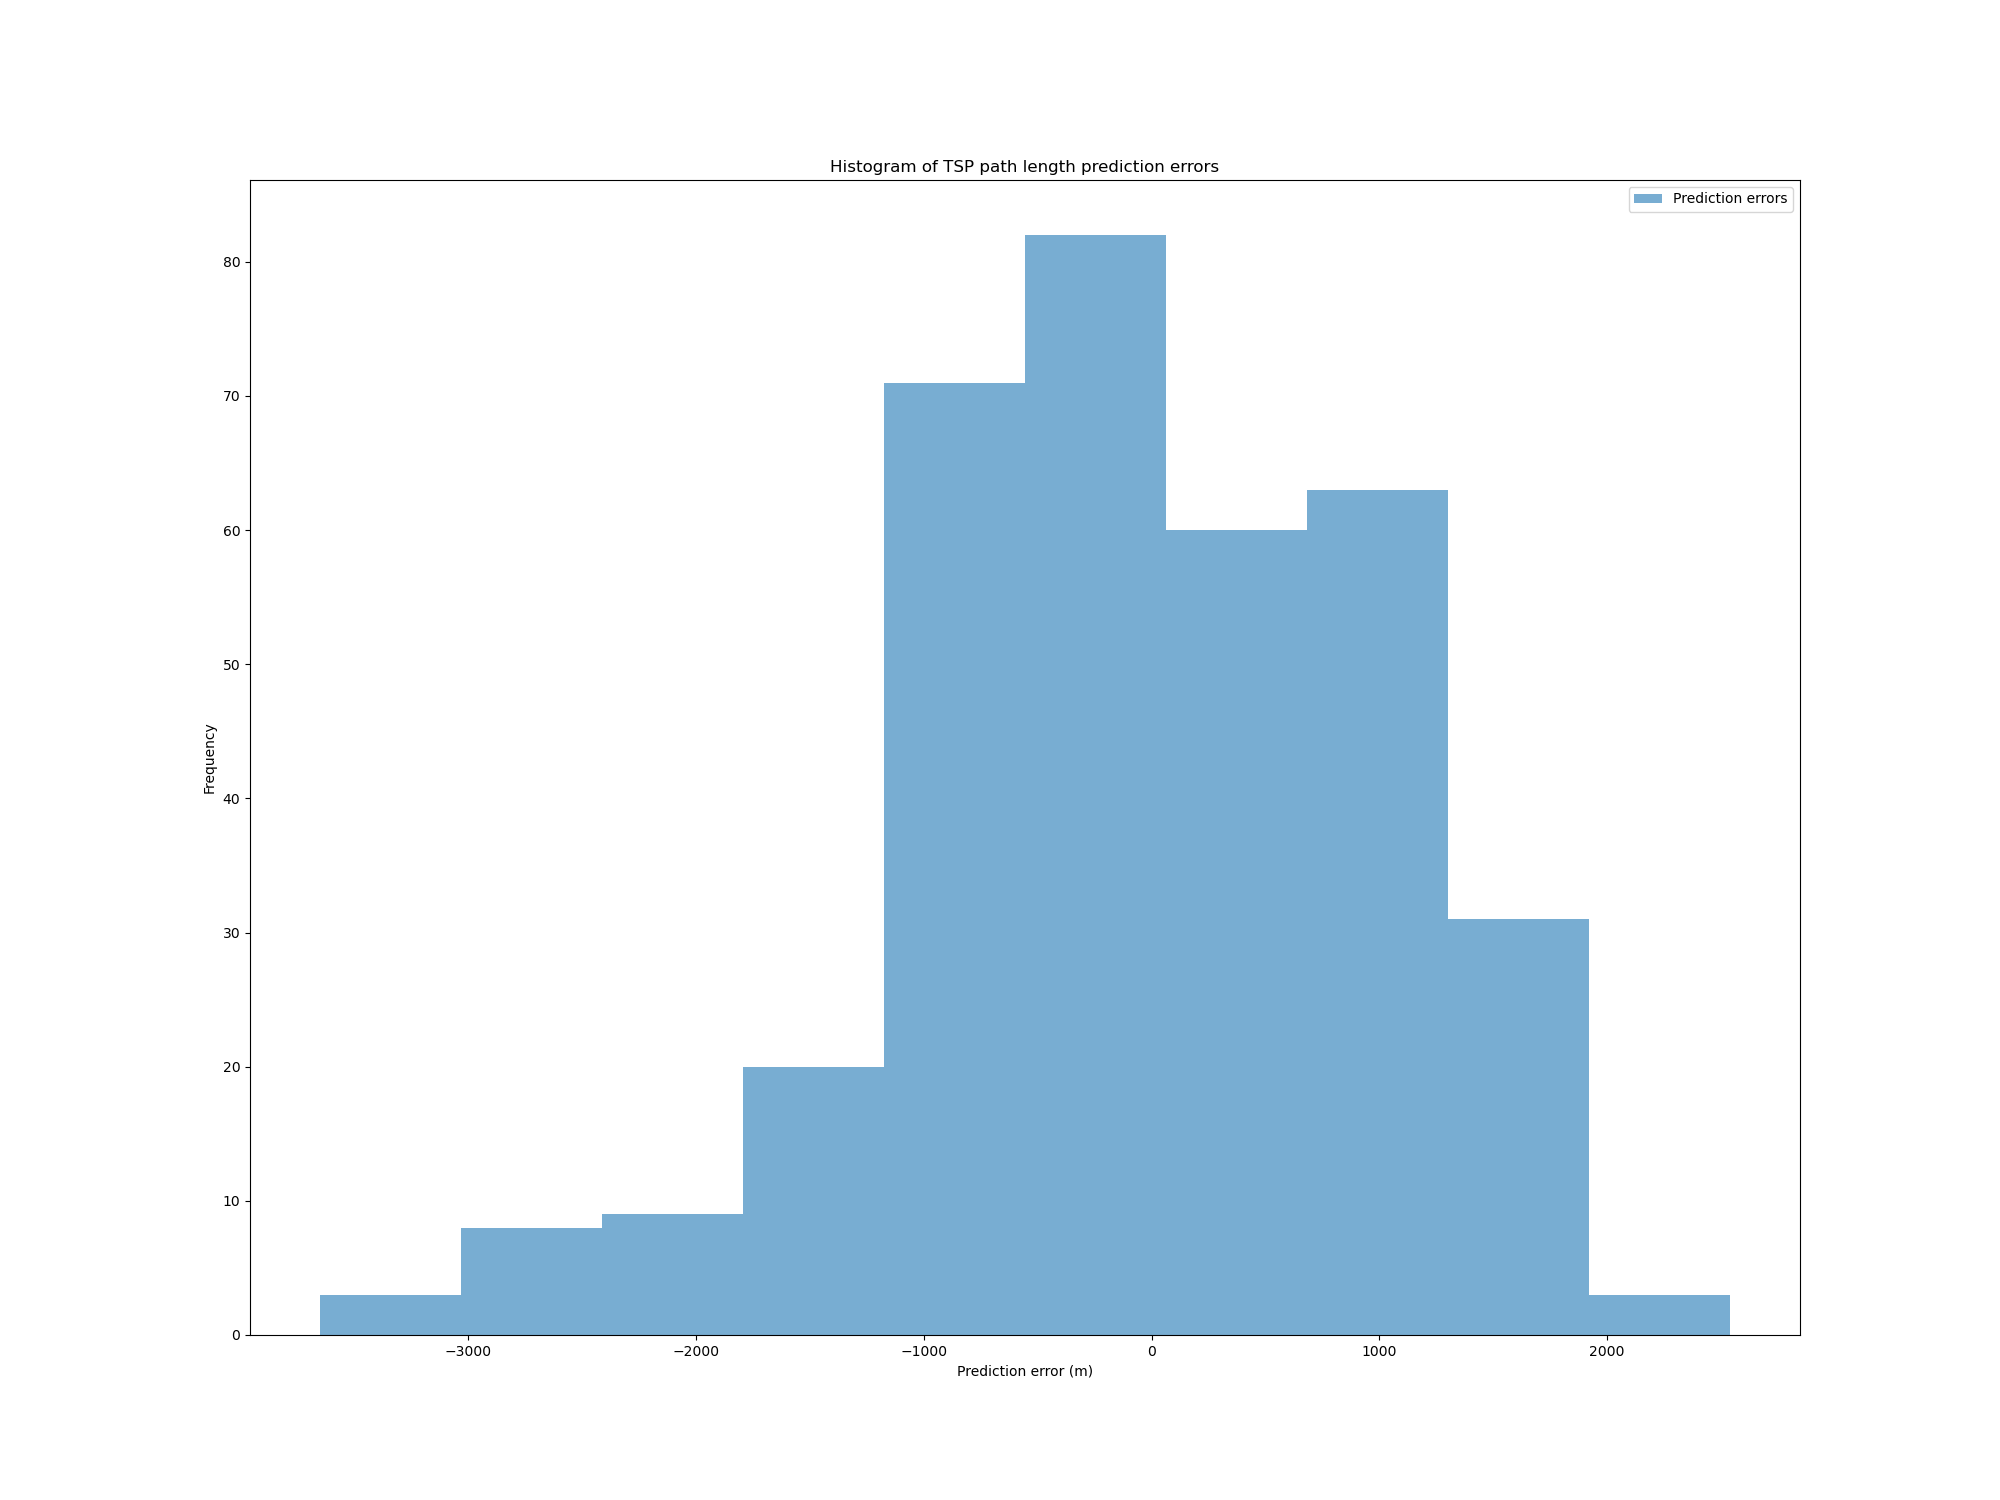 Histogram of TSP path length prediction errors
Prediction errors
80
70
60
50
40
30
20
10
0
Frequency
−3000 −2000 −1000 0 1000 2000
Prediction error (m)